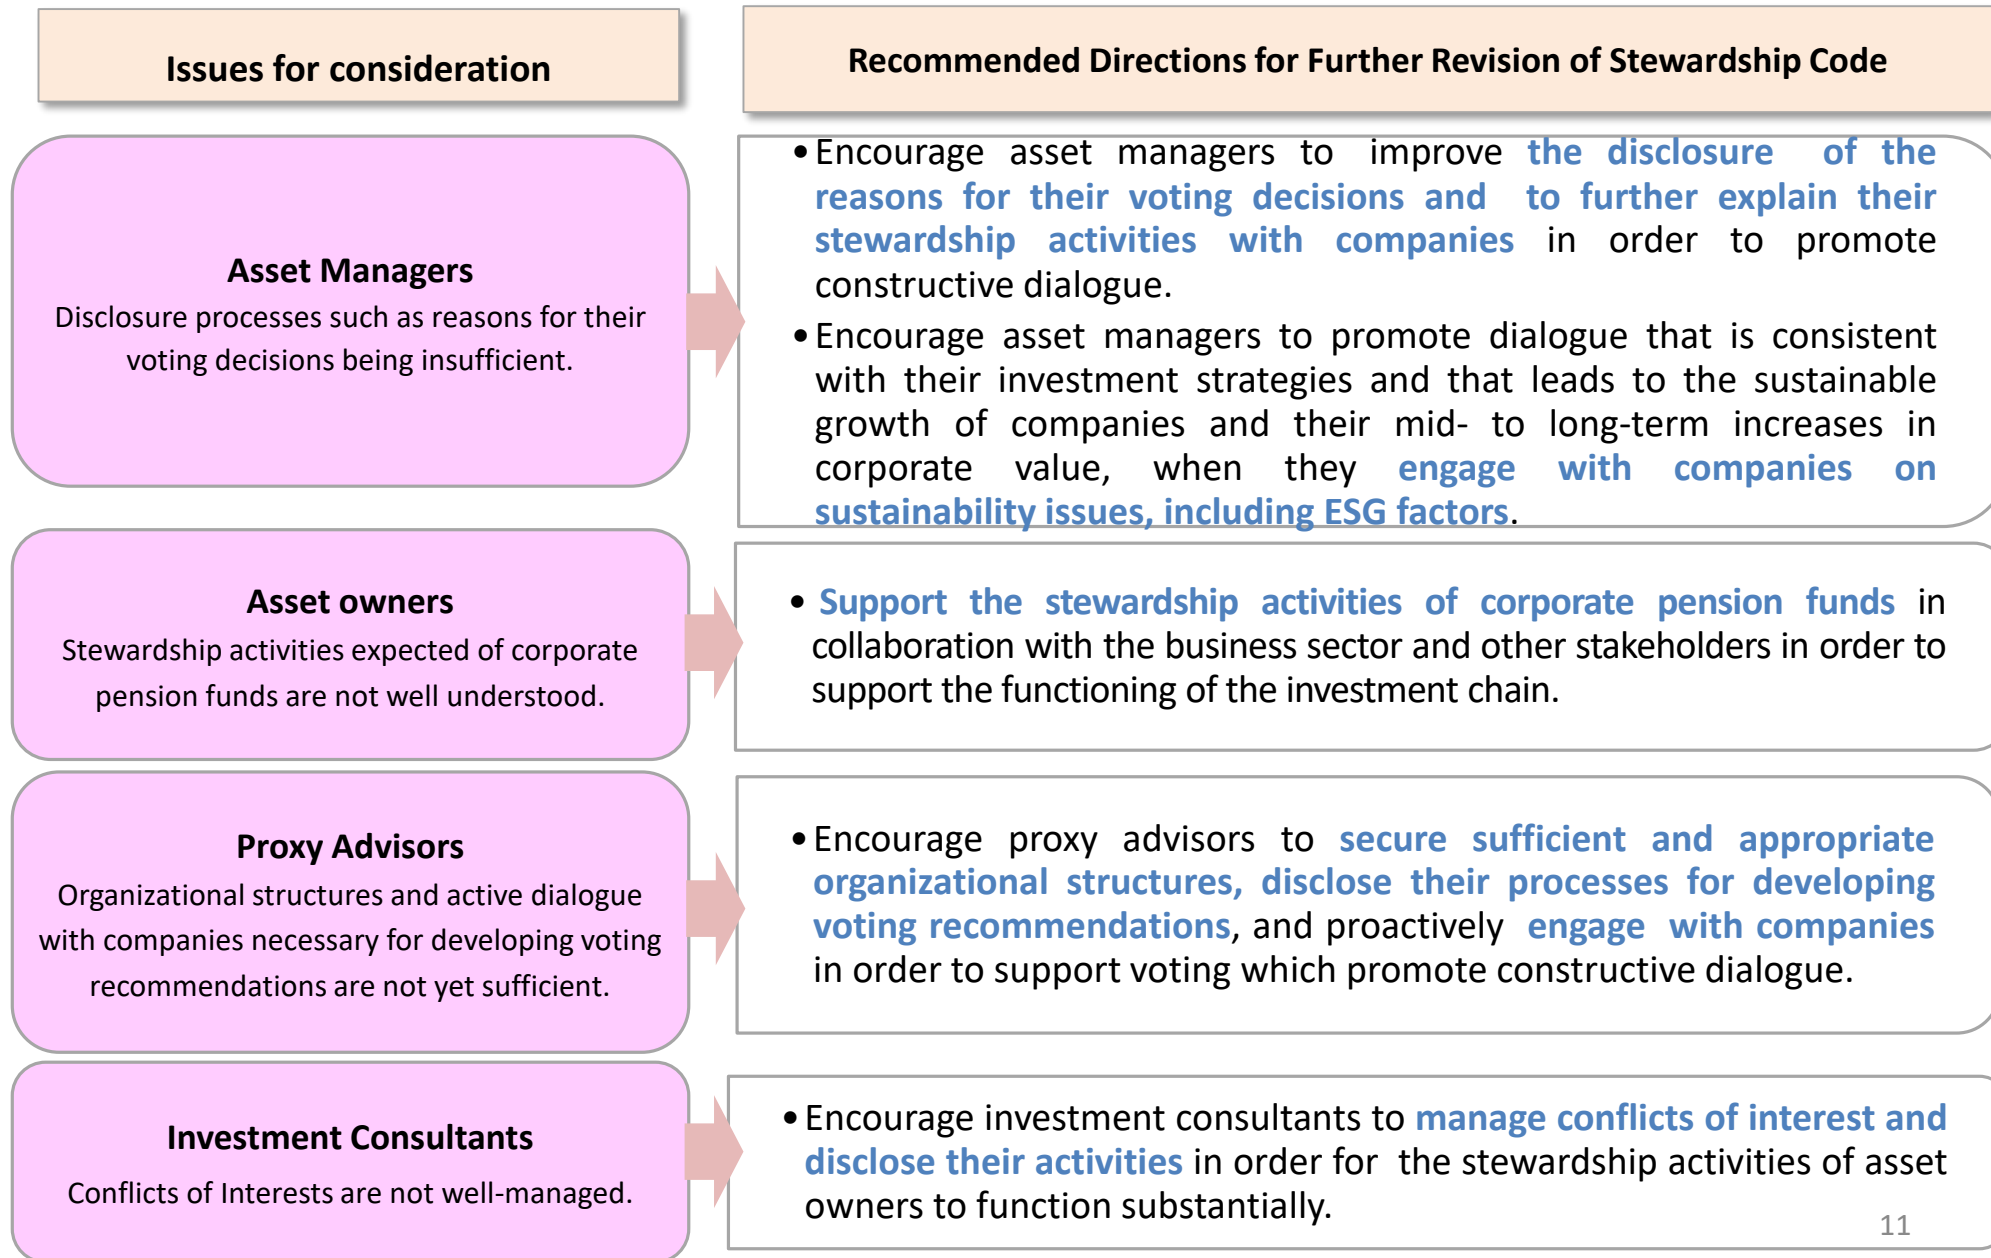 Issues for consideration
Recommended Directions for Further Revision of Stewardship Code
Asset Managers
Disclosure processes such as reasons for their
voting decisions being insufficient.
•Encourage asset managers to improve the disclosure of the
reasons for their voting decisions and to further explain their
stewardship activities with companies in order to promote
constructive dialogue.
•Encourage asset managers to promote dialogue that is consistent
with their investment strategies and that leads to the sustainable
growth of companies and their mid- to long-term increases in
corporate value, when they engage with companies on
sustainability issues, including ESG factors.
Asset owners
Stewardship activities expected of corporate
pension funds are not well understood.
• Support the stewardship activities of corporate pension funds in
collaboration with the business sector and other stakeholders in order to
support the functioning of the investment chain.
Proxy Advisors
Organizational structures and active dialogue
with companies necessary for developing voting
recommendations are not yet sufficient.
•Encourage proxy advisors to secure sufficient and appropriate
organizational structures, disclose their processes for developing
voting recommendations, and proactively engage with companies
in order to support voting which promote constructive dialogue.
Investment Consultants
Conflicts of Interests are not well-managed.
•Encourage investment consultants to manage conflicts of interest and
disclose their activities in order for the stewardship activities of asset
owners to function substantially.
11